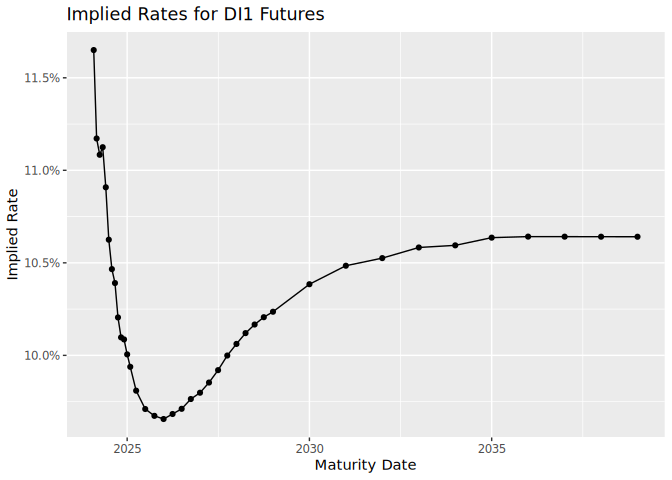 Implied Rates for DI1 Futures
11.5%
11.0%
10.5%
10.0%
Implied Rate
2025 2030 2035
Maturity Date